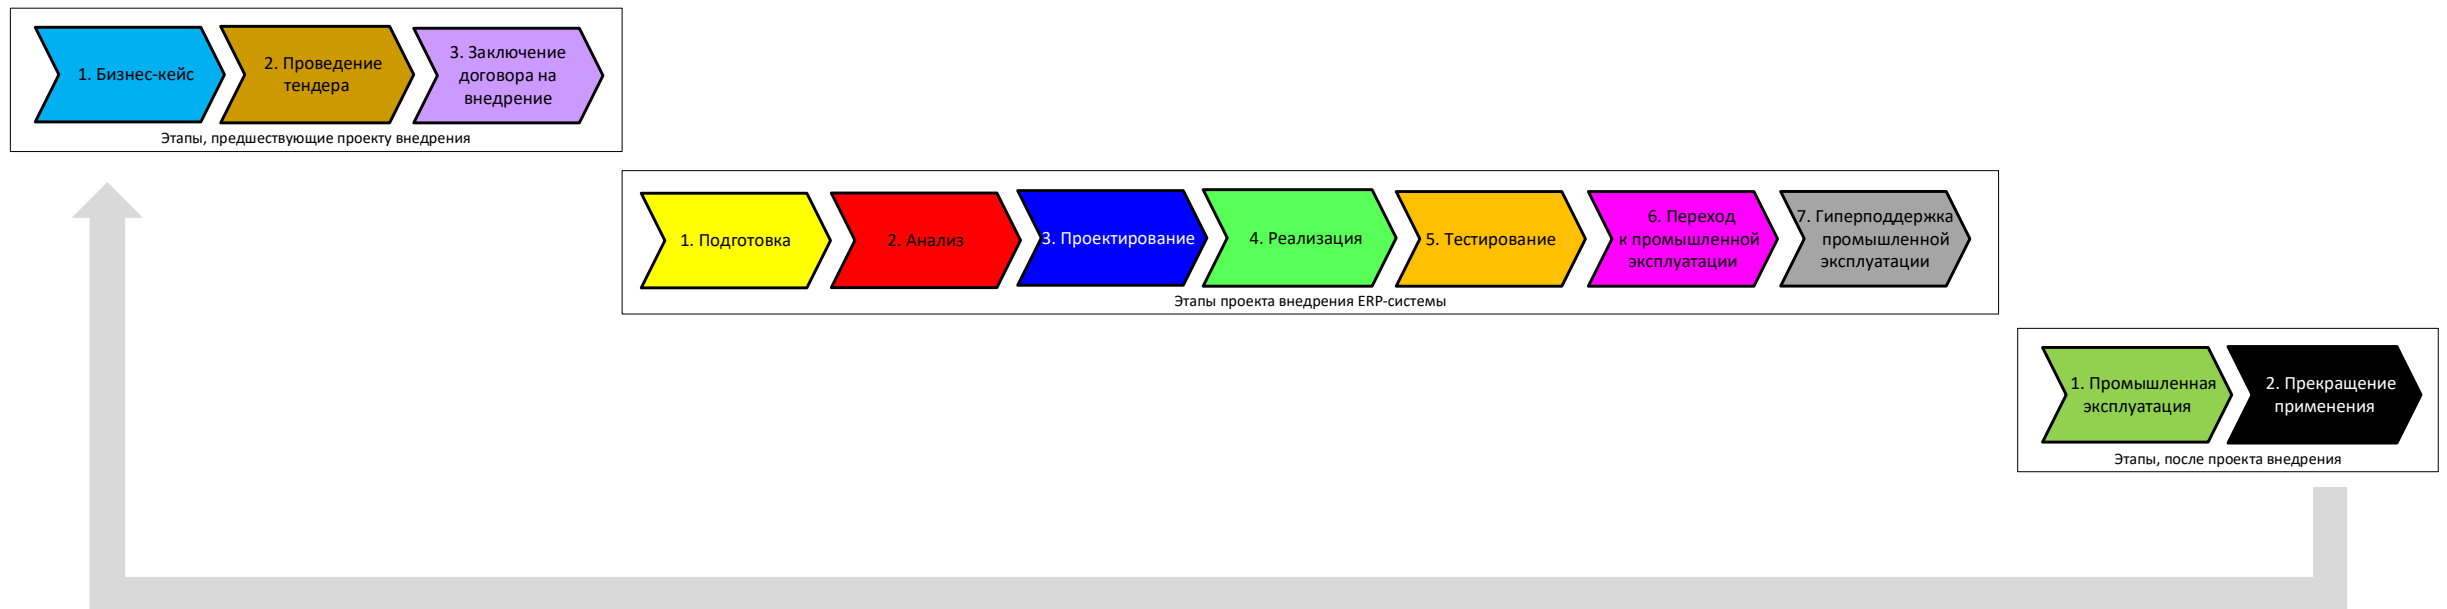 1. Бизнес-кейс
2. Проведение
тендера
3. Заключение
договора на
внедрение
Этапы, предшествующие проекту внедрения
1. Подготовка
2. Анализ
3. Проектирование
4. Реализация
5. Тестирование
6. Переход
к промышленной
эксплуатации
7. Гиперподдержка
промышленной
эксплуатации
Этапы проекта внедрения ERP-системы
1. Промышленная
эксплуатация
2. Прекращение
применения
Этапы, после проекта внедрения